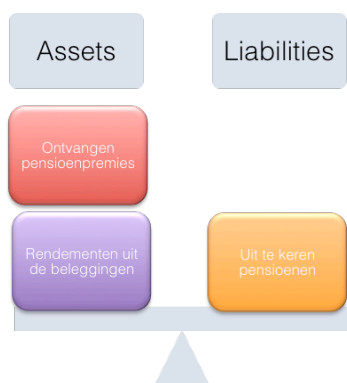 Assets
Liabilities
Ontvangen
pensioenpremies
Rendementen uit
de beleggingen
Uit te keren
pensioenen